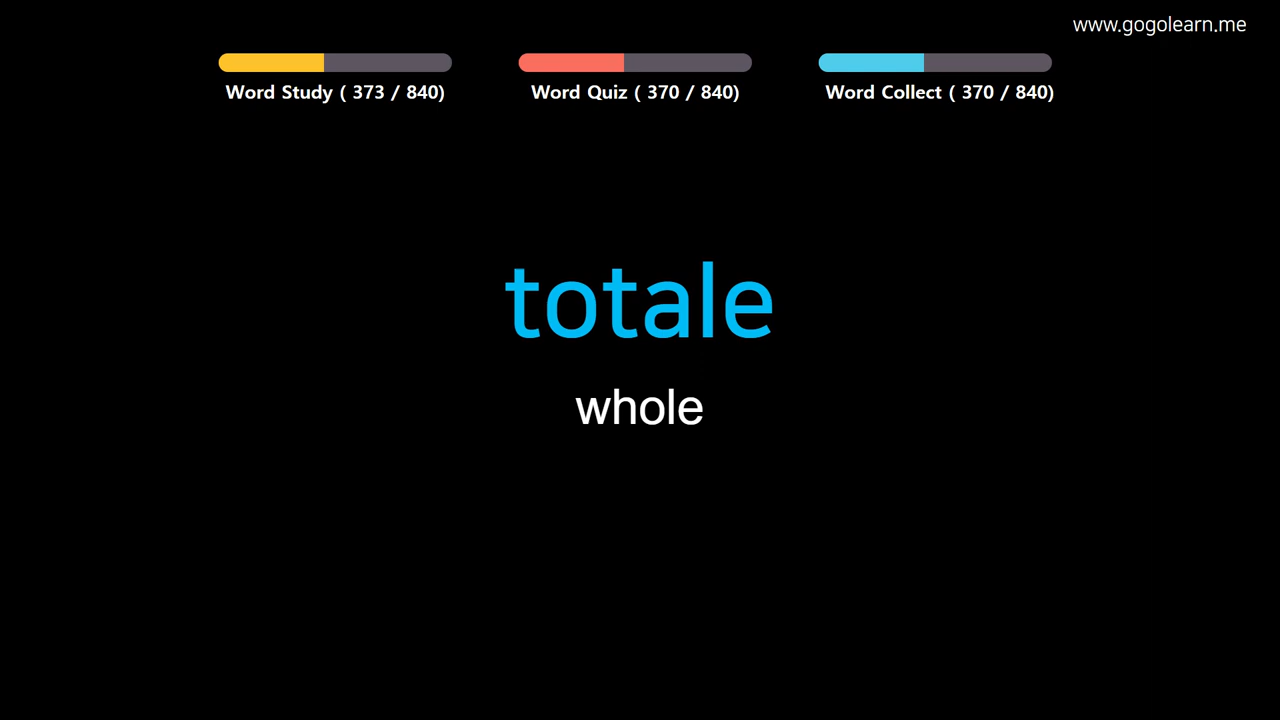 www.gogolearn.me
Word Study ( 373 / 840)
Word Quiz ( 370 / 840)
Word Collect ( 370 / 840)
totale
whole